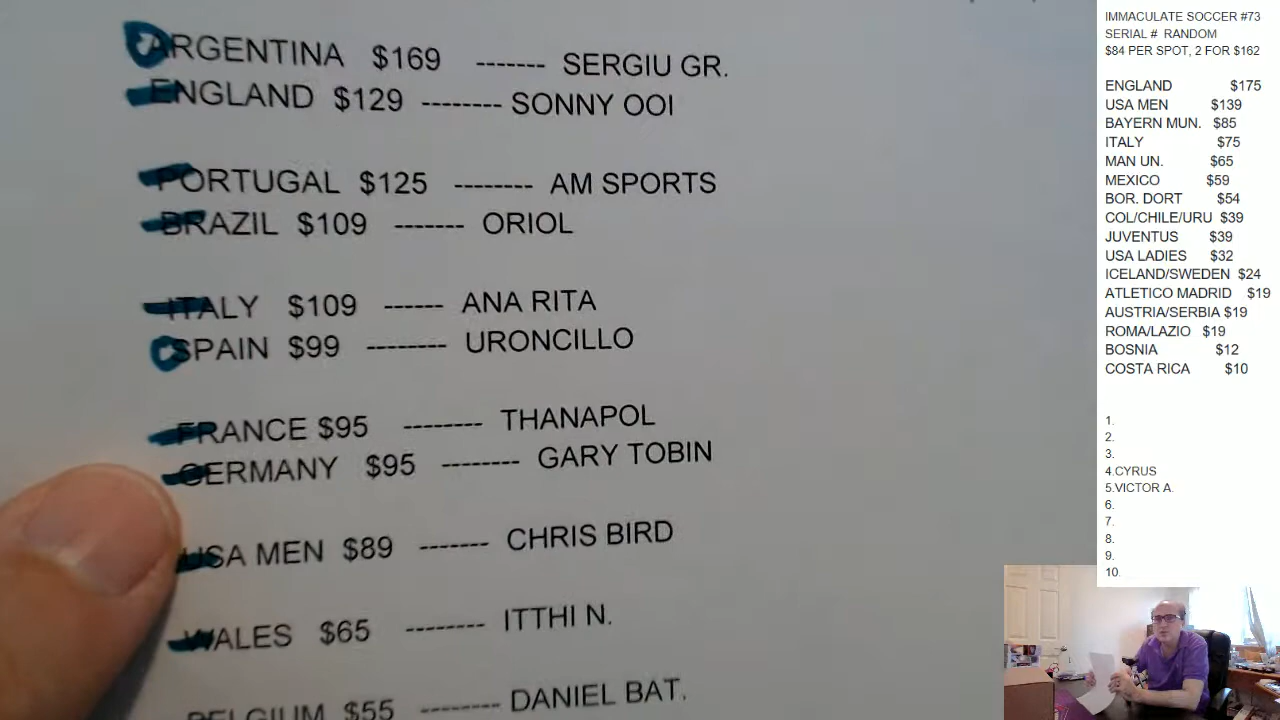 ARGENTINA $169 ------- SERGIU GR.
ENGLAND $129 -------- SONNY OOI
PORTUGAL $125 -------- AM SPORTS
BRAZIL $109 ------- ORIOL
ITALY $109 ------ ANA RITA
SPAIN $99 -------- URONCILLO
FRANCE $95 -------- THANAPOL
GERMANY $95 -------- GARY TOBIN
USA MEN $89 ------- CHRIS BIRD
WALES $65 -------- ITTHI N.
BELGIUM $55 -------- DANIEL BAT.
IMMACULATE SOCCER #73
SERIAL # RANDOM
$84 PER SPOT, 2 FOR $162
ENGLAND $175
USA MEN $139
BAYERN MUN. $85
ITALY $75
MAN UN. $65
MEXICO $59
BOR. DORT $54
COL/CHILE/URU $39
JUVENTUS $39
USA LADIES $32
ICELAND/SWEDEN $24
ATLETICO MADRID $19
AUSTRIA/SERBIA $19
ROMA/LAZIO $19
BOSNIA $12
COSTA RICA $10
1.
2.
3.
4.CYRUS
5.VICTOR A.
6.
7.
8.
9.
10.